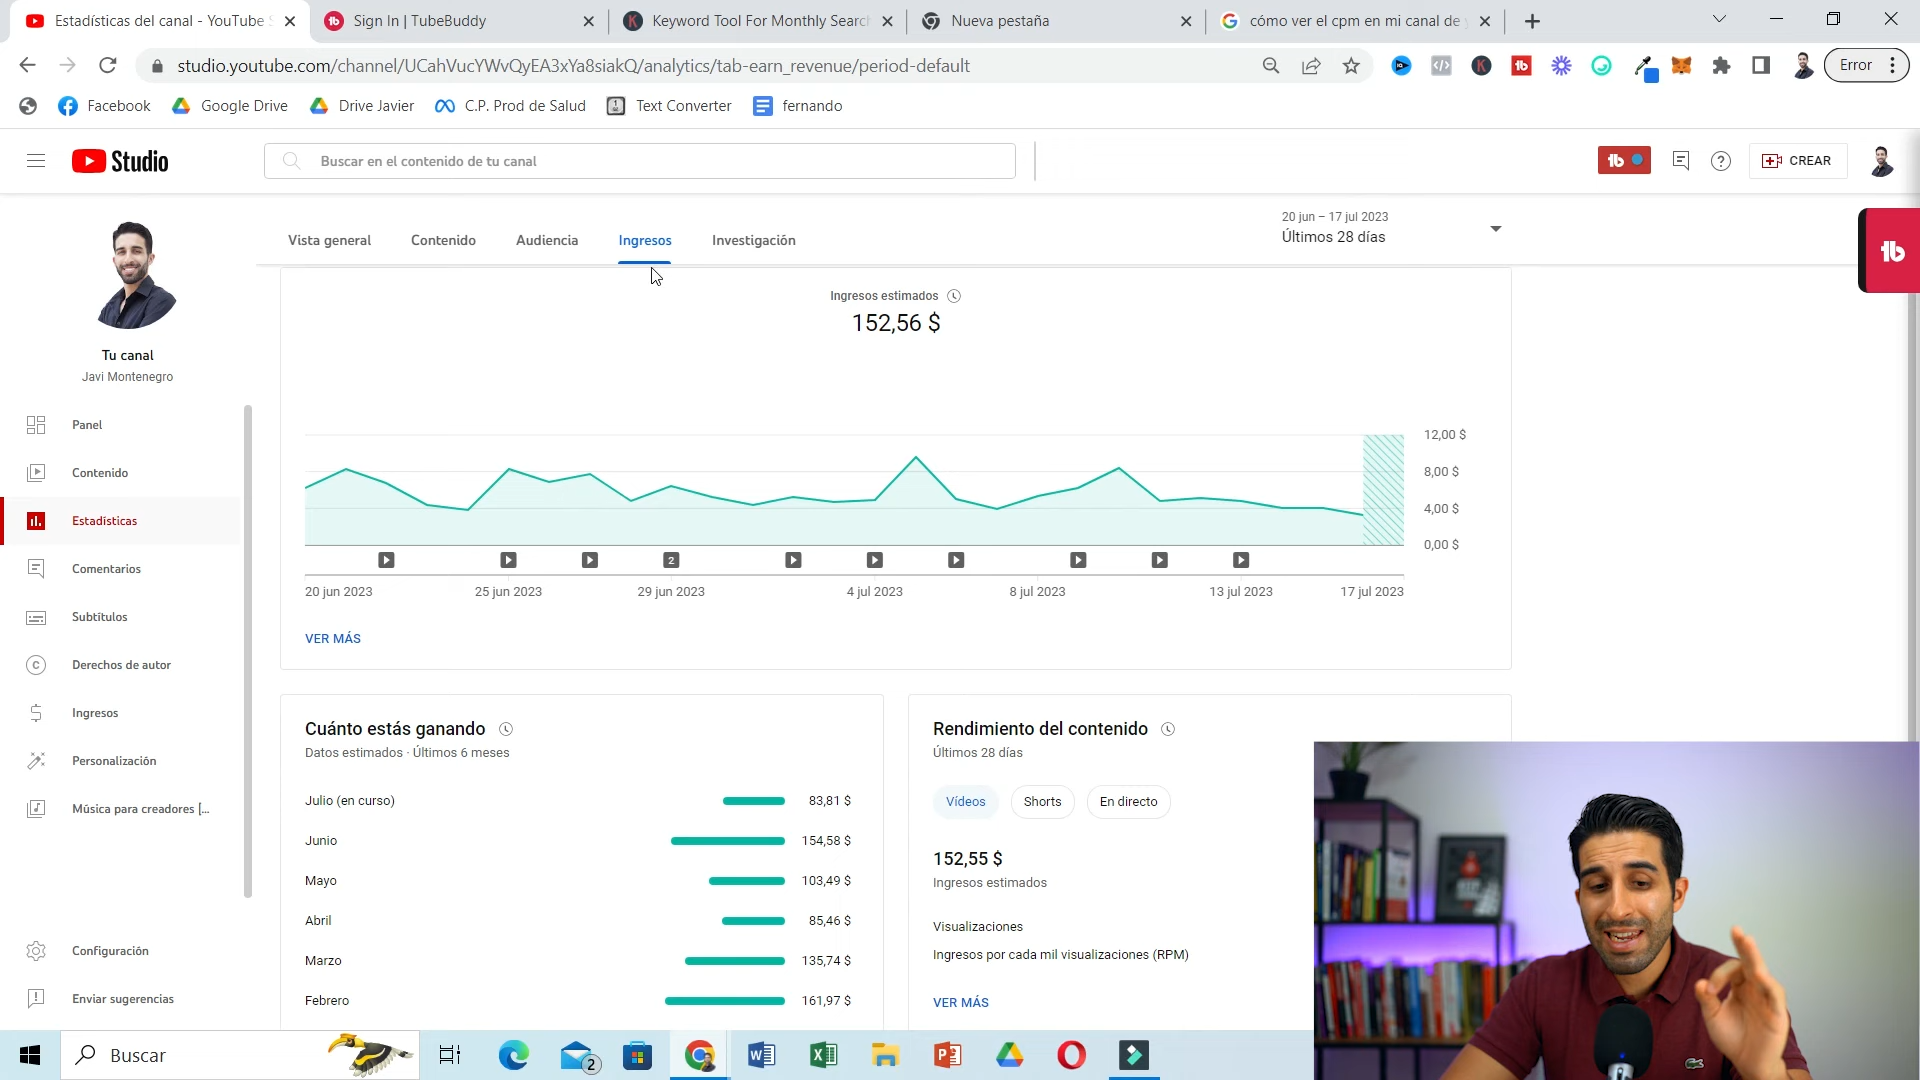 Estadísticas del canal - YouTube S
Sign In | TubeBuddy
Keyword Tool For Monthly Search
Nueva pestaña
cómo ver el cpm en mi canal de y
studio.youtube.com/channel/UCahVucYWvQyEA3xYa8siakQ/analytics/tab-earn_revenue/period-default
Error
Facebook
Google Drive
Drive Javier
C.P. Prod de Salud
Text Converter
fernando
Studio
Buscar en el contenido de tu canal
tb
CREAR
Vista general
Contenido
Audiencia
Ingresos
Investigación
20 jun – 17 jul 2023
Últimos 28 días
tb
Tu canal
Javi Montenegro
Panel
Contenido
Estadísticas
Comentarios
Subtítulos
Derechos de autor
Ingresos
Personalización
Música para creadores [...
Configuración
Enviar sugerencias
Ingresos estimados
152,56 $
12,00 $
8,00 $
4,00 $
0,00 $
2
20 jun 2023
25 jun 2023
29 jun 2023
4 jul 2023
8 jul 2023
13 jul 2023
17 jul 2023
VER MÁS
Cuánto estás ganando
Datos estimados · Últimos 6 meses
Julio (en curso) 83,81 $
Junio 154,58 $
Mayo 103,49 $
Abril 85,46 $
Marzo 135,74 $
Febrero 161,97 $
Rendimiento del contenido
Últimos 28 días
Vídeos
Shorts
En directo
152,55 $
Ingresos estimados
Visualizaciones
Ingresos por cada mil visualizaciones (RPM)
VER MÁS
Buscar
2